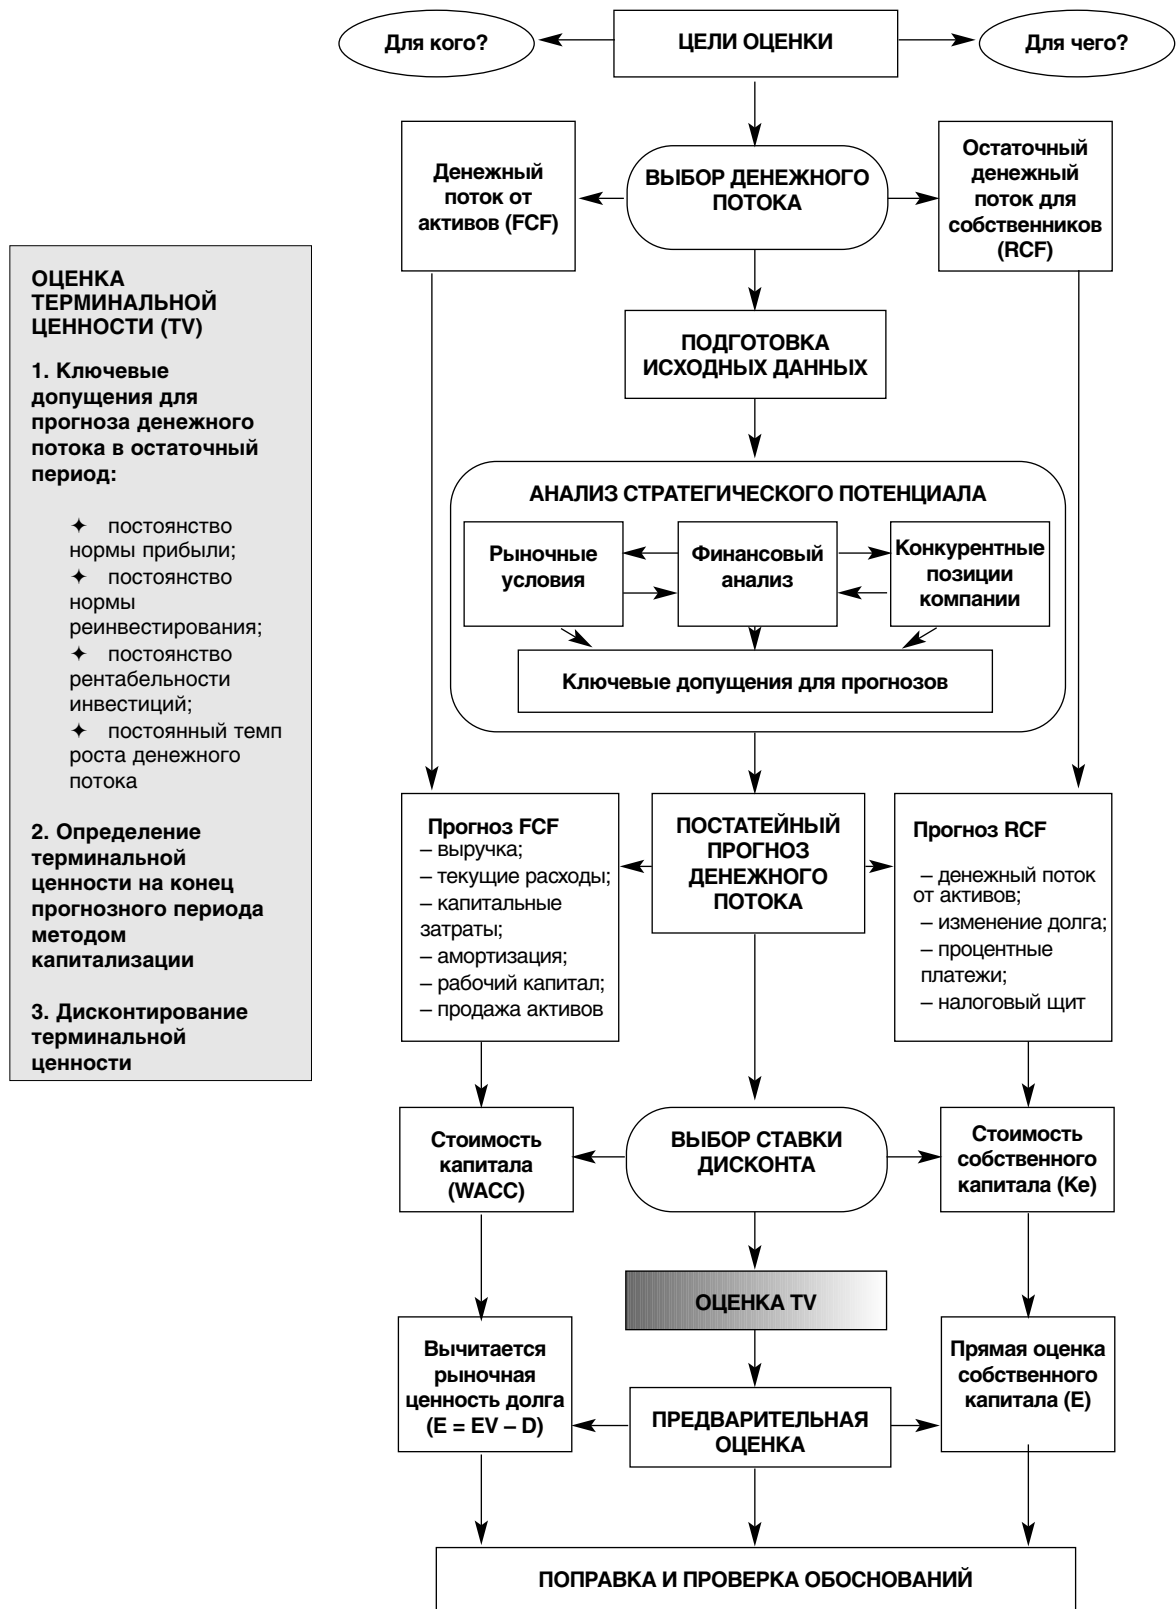 Для кого?
ЦЕЛИ ОЦЕНКИ
Для чего?
Денежный
поток от
активов (FCF)
ВЫБОР ДЕНЕЖНОГО
ПОТОКА
Остаточный
денежный
поток для
собственников
(RCF)
ОЦЕНКА
ТЕРМИНАЛЬНОЙ
ЦЕННОСТИ (TV)
1. Ключевые
допущения для
прогноза денежного
потока в остаточный
период:
✦ постоянство
нормы прибыли;
✦ постоянство
нормы
реинвестирования;
✦ постоянство
рентабельности
инвестиций;
✦ постоянный темп
роста денежного
потока
2. Определение
терминальной
ценности на конец
прогнозного периода
методом
капитализации
3. Дисконтирование
терминальной
ценности
ПОДГОТОВКА
ИСХОДНЫХ ДАННЫХ
АНАЛИЗ СТРАТЕГИЧЕСКОГО ПОТЕНЦИАЛА
Рыночные
условия
Финансовый
анализ
Конкурентные
позиции
компании
Ключевые допущения для прогнозов
Прогноз FCF
– выручка;
– текущие расходы;
– капитальные
затраты;
– амортизация;
– рабочий капитал;
– продажа активов
ПОСТАТЕЙНЫЙ
ПРОГНОЗ
ДЕНЕЖНОГО
ПОТОКА
Прогноз RCF
– денежный поток
от активов;
– изменение долга;
– процентные
платежи;
– налоговый щит
Стоимость
капитала
(WACC)
ВЫБОР СТАВКИ
ДИСКОНТА
Стоимость
собственного
капитала (Ke)
ОЦЕНКА TV
Вычитается
рыночная
ценность долга
(E = EV – D)
ПРЕДВАРИТЕЛЬНАЯ
ОЦЕНКА
Прямая оценка
собственного
капитала (E)
ПОПРАВКА И ПРОВЕРКА ОБОСНОВАНИЙ